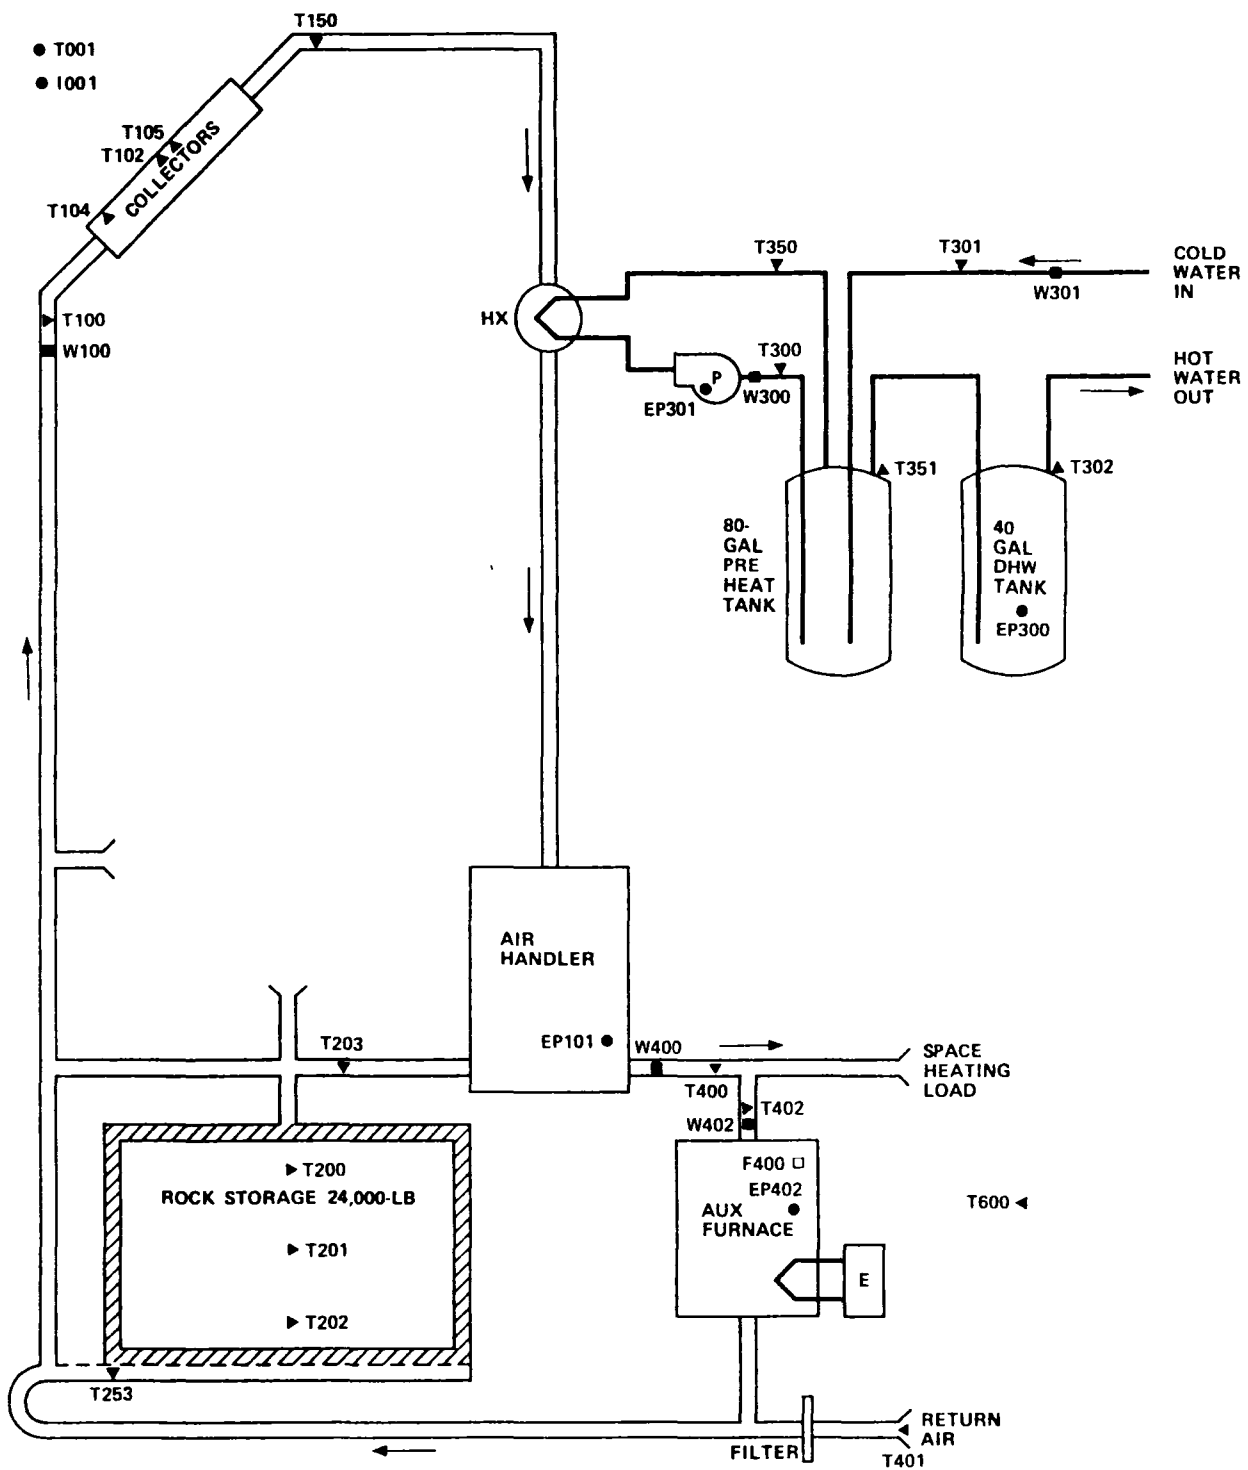 T150
T001
I001
T105
T102
COLLECTORS
T104
T100
W100
HX
T350
T301
COLD
WATER
IN
W301
T300
P
EP301
W300
HOT
WATER
OUT
T351
T302
80-
GAL
PRE
HEAT
TANK
40
GAL
DHW
TANK
EP300
AIR
HANDLER
EP101
T203
W400
T400
SPACE
HEATING
LOAD
T402
W402
F400
EP402
AUX
FURNACE
E
T600
T200
ROCK STORAGE 24,000-LB
T201
T202
T253
FILTER
RETURN
AIR
T401